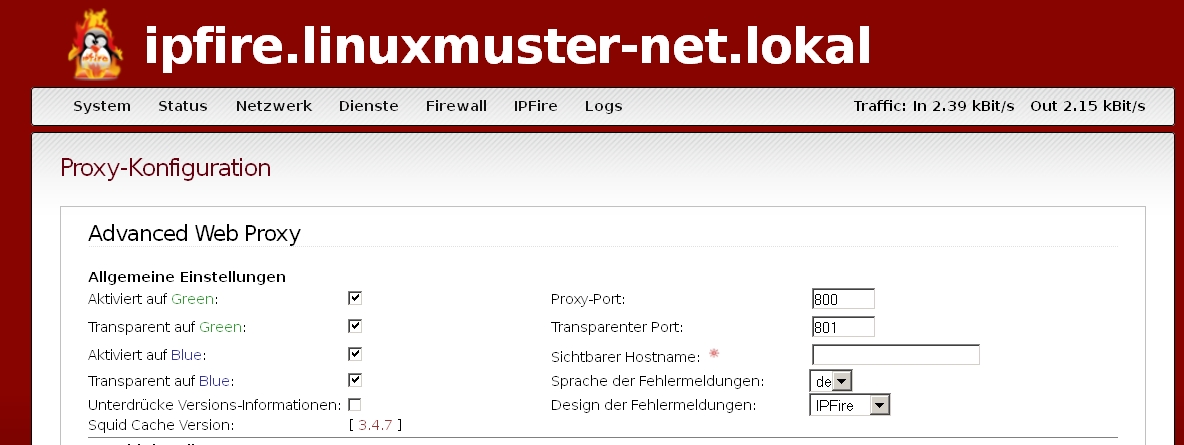 ipfire.linuxmuster-net.lokal
System Status Netzwerk Dienste Firewall IPFire Logs Traffic: In 2.39 kBit/s Out 2.15 kBit/s
Proxy-Konfiguration
Advanced Web Proxy
Allgemeine Einstellungen
Aktiviert auf Green: Proxy-Port: 800
Transparent auf Green: Transparenter Port: 801
Aktiviert auf Blue: Sichtbarer Hostname:
Transparent auf Blue: Sprache der Fehlermeldungen: de
Unterdrücke Versions-Informationen: Design der Fehlermeldungen: IPFire
Squid Cache Version: [ 3.4.7 ]